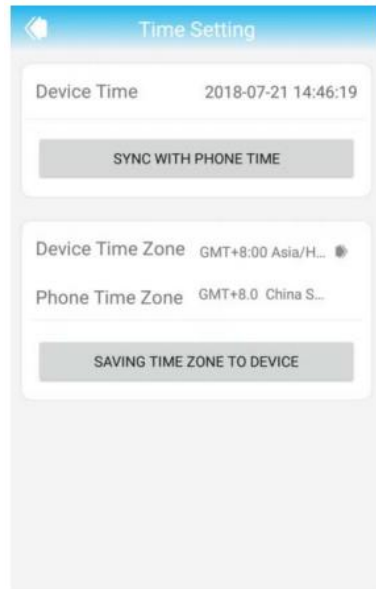 Time Setting
Device Time 2018-07-21 14:46:19
SYNC WITH PHONE TIME
Device Time Zone GMT+8:00 Asia/H...
Phone Time Zone GMT+8.0 China S...
SAVING TIME ZONE TO DEVICE